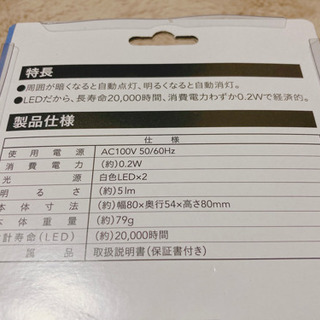 特長
●周囲が暗くなると自動点灯、明るくなると自動消灯。
●LEDだから、長寿命20,000時間、消費電力わずか0.2Wで経済的。
製品仕様
仕様
使用電源 AC100V 50/60Hz
消費電力 (約)0.2W
光源 白色LED×2
明るさ (約)5lm
本体寸法 (約)幅80×奥行54×高さ80mm
本体重量 (約)79g
計寿命(LED) (約)20,000時間
属品 取扱説明書(保証書付き)